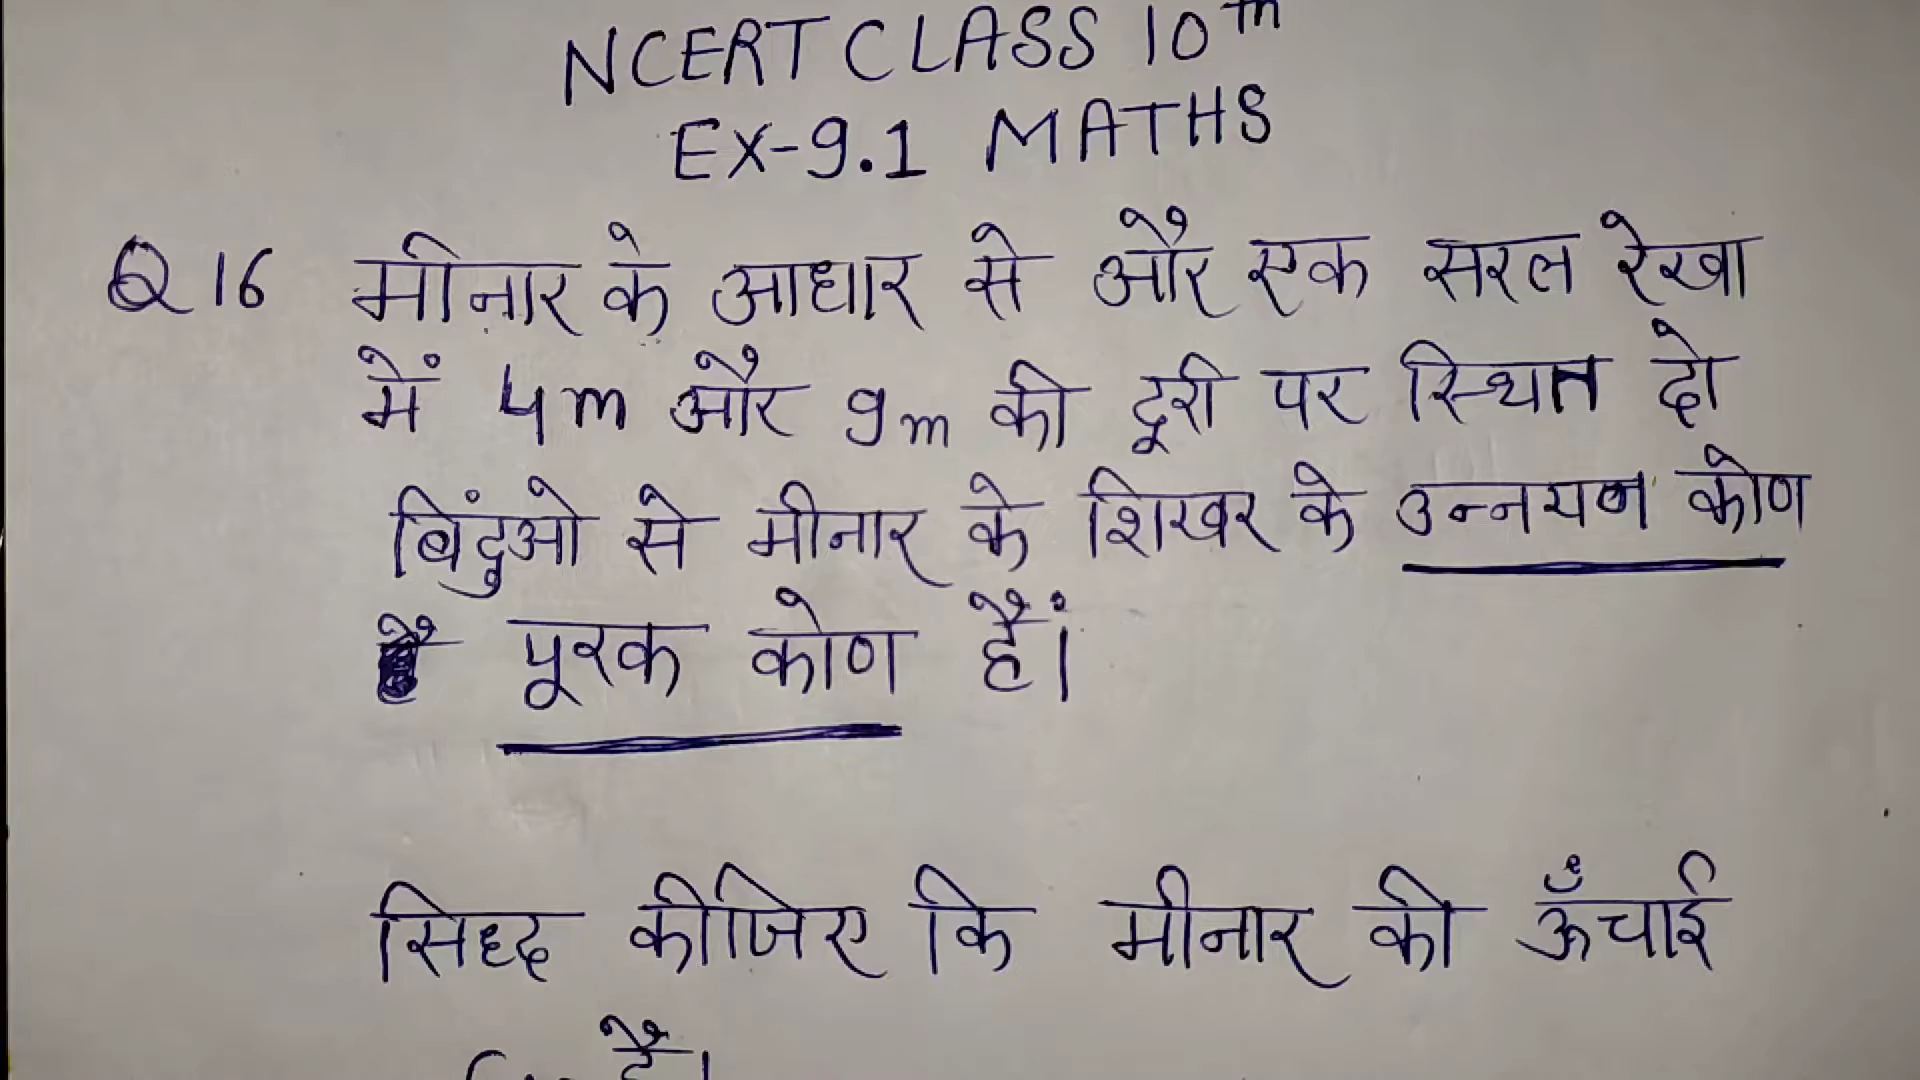 NCERT CLASS 10th
EX-9.1 MATHS
Q 16 मीनार के आधार से और एक सरल रेखा
में 4m और 9m की दूरी पर स्थित दो
बिंदुओ से मीनार के शिखर के उन्नयन कोण
पूरक कोण हैं।
सिद्ध कीजिए कि मीनार की ऊँचाई
है।